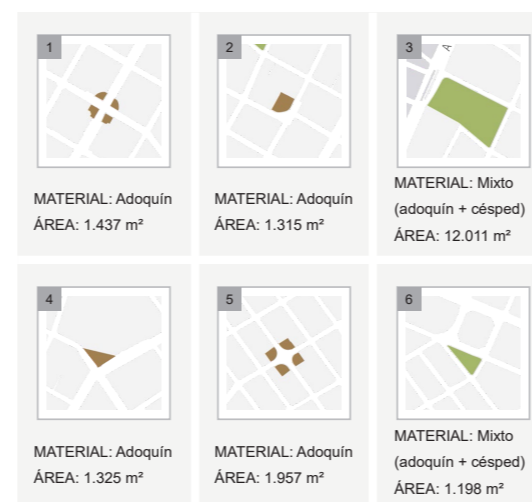 1
MATERIAL: Adoquín
ÁREA: 1.437 m²
2
MATERIAL: Adoquín
ÁREA: 1.315 m²
3
A
MATERIAL: Mixto
(adoquín + césped)
ÁREA: 12.011 m²
4
MATERIAL: Adoquín
ÁREA: 1.325 m²
5
MATERIAL: Adoquín
ÁREA: 1.957 m²
6
MATERIAL: Mixto
(adoquín + césped)
ÁREA: 1.198 m²